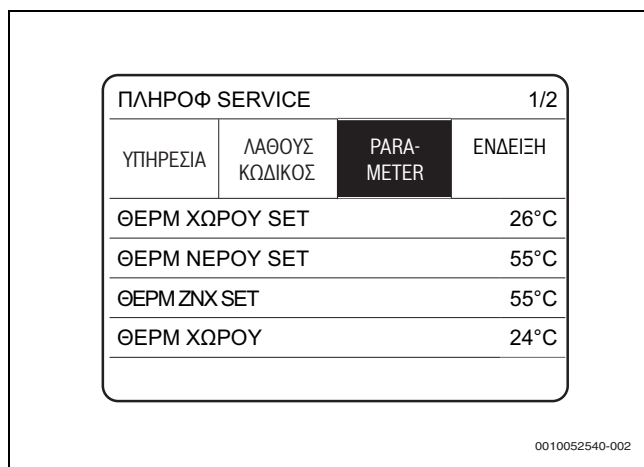 ΠΛΗΡΟΦ SERVICE 1/2
ΥΠΗΡΕΣΙΑ ΛΑΘΟΥΣ ΚΩΔΙΚΟΣ PARA-METER ΕΝΔΕΙΞΗ
ΘΕΡΜ ΧΩΡΟΥ SET 26°C
ΘΕΡΜ ΝΕΡΟΥ SET 55°C
ΘΕΡΜ ΖΝΧ SET 55°C
ΘΕΡΜ ΧΩΡΟΥ 24°C
0010052540-002